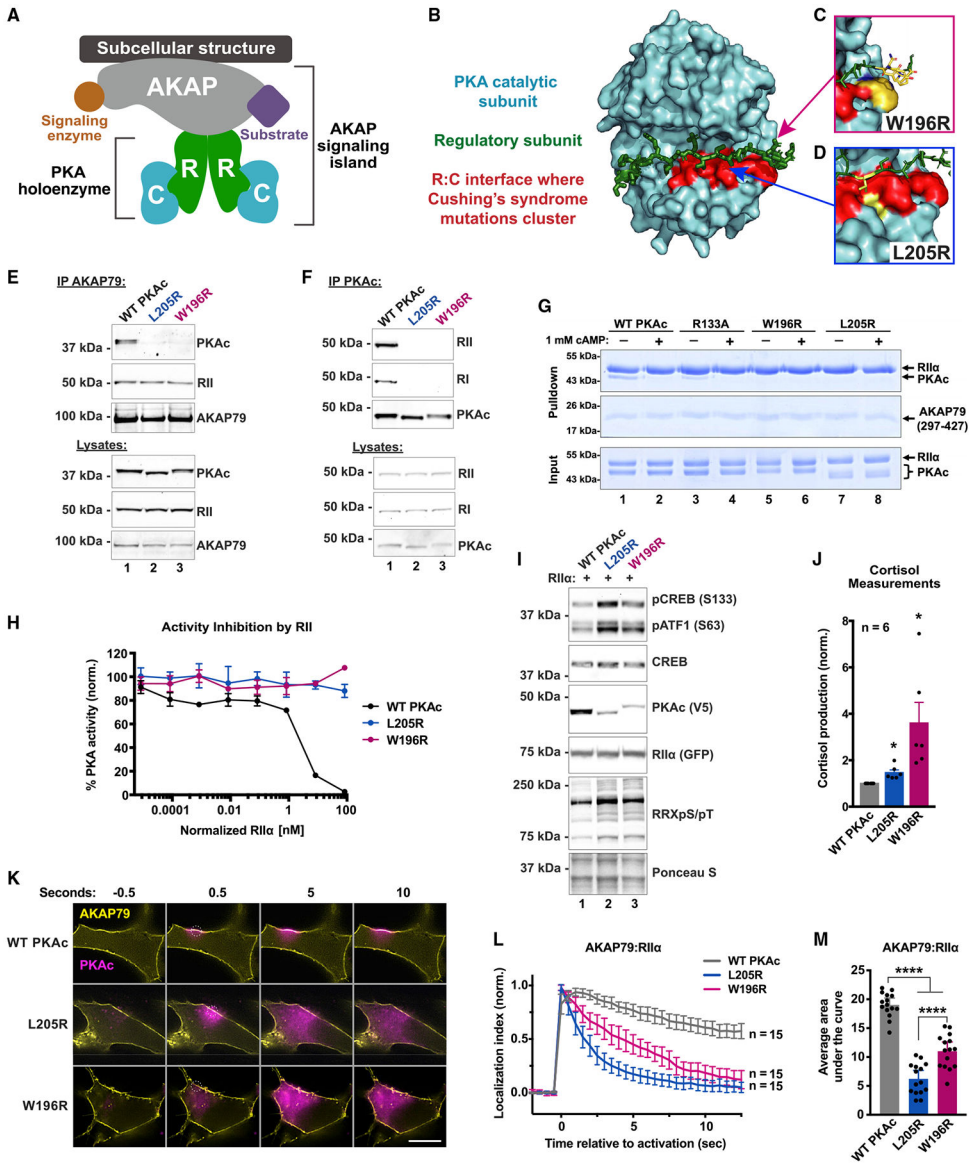 A
Subcellular structure
AKAP
Signaling
enzyme
Substrate
PKA
holoenzyme
R R
C C
AKAP
signaling
island
B
PKA catalytic
subunit
Regulatory subunit
R:C interface where
Cushing's syndrome
mutations cluster
C
W196R
D
L205R
E
IP AKAP79:
WT PKAc
L205R
W196R
37 kDa
PKAc
50 kDa
RII
100 kDa
AKAP79
Lysates:
37 kDa
PKAc
50 kDa
RII
100 kDa
AKAP79
1 2 3
F
IP PKAc:
WT PKAc
L205R
W196R
50 kDa
RII
50 kDa
RI
50 kDa
PKAc
Lysates:
50 kDa
RII
50 kDa
RI
50 kDa
PKAc
1 2 3
G
WT PKAc R133A W196R L205R
1 mM cAMP: – + – + – + – +
Pulldown
55 kDa
43 kDa
RIIα
PKAc
26 kDa
17 kDa
AKAP79
(297-427)
Input
55 kDa
43 kDa
RIIα
PKAc
1 2 3 4 5 6 7 8
H
Activity Inhibition by RII
% PKA activity (norm.)
120
100
80
60
40
20
0
0.0001 0.01 1 100
Normalized RIIα [nM]
WT PKAc
L205R
W196R
I
WT PKAc
L205R
W196R
RIIα: + + +
37 kDa
pCREB (S133)
pATF1 (S63)
37 kDa
CREB
50 kDa
37 kDa
PKAc (V5)
75 kDa
RIIα (GFP)
250 kDa
75 kDa
RRXpS/pT
37 kDa
Ponceau S
1 2 3
J
Cortisol
Measurements
n = 6
Cortisol production (norm.)
8
6
4
2
0
*
*
WT PKAc
L205R
W196R
K
Seconds: -0.5 0.5 5 10
AKAP79
PKAc
WT PKAc
L205R
W196R
L
AKAP79:RIIα
Localization index (norm.)
1.0
0.5
0.0
0 5 10
Time relative to activation (sec)
WT PKAc
L205R
W196R
n = 15
n = 15
n = 15
M
AKAP79:RIIα
Average area
under the curve
25
20
15
10
5
0
****
****
WT PKAc
L205R
W196R